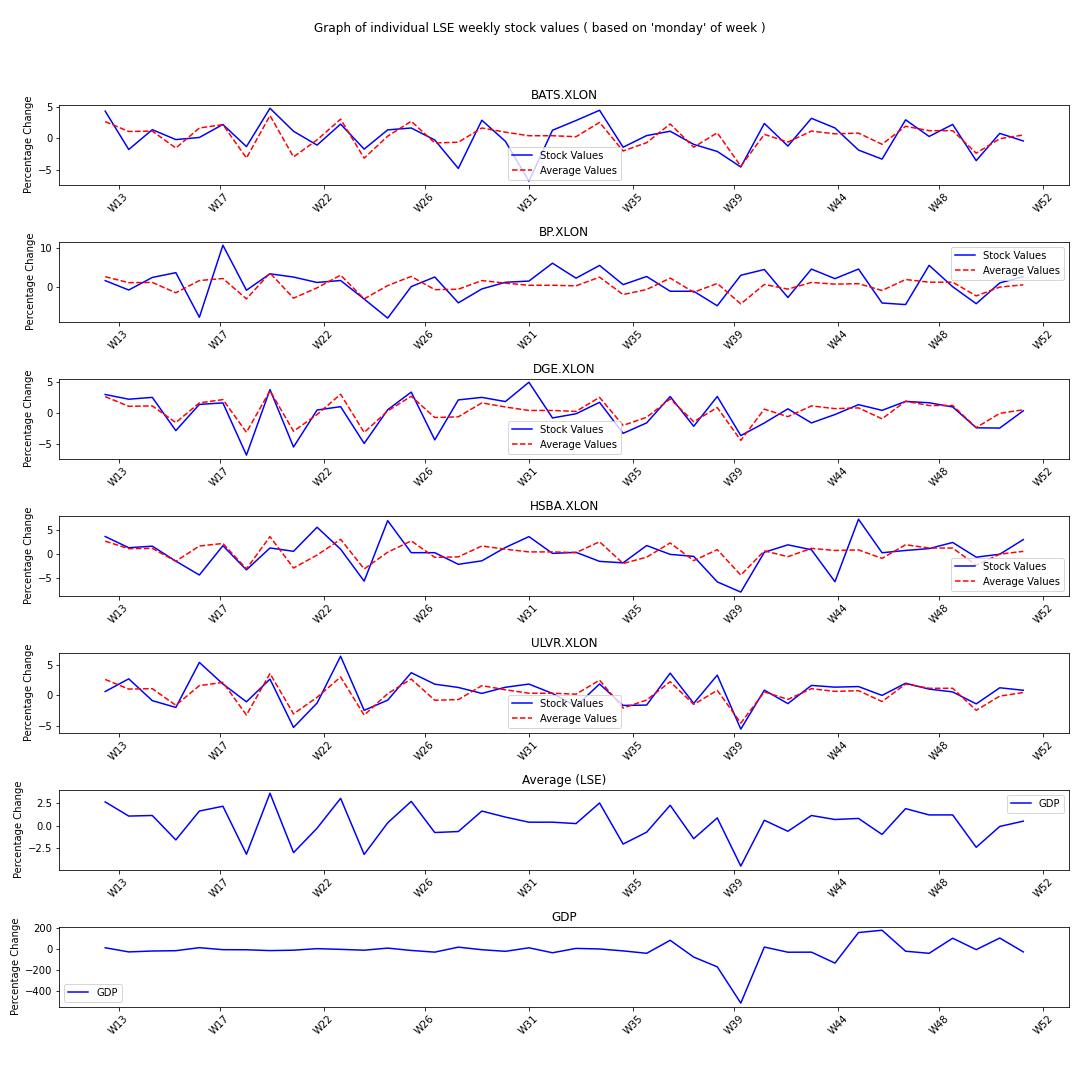 Graph of individual LSE weekly stock values ( based on 'monday' of week )
BATS.XLON
Percentage Change
5
0
−5
Stock Values
Average Values
W13 W17 W22 W26 W31 W35 W39 W44 W48 W52
BP.XLON
Percentage Change
10
0
Stock Values
Average Values
W13 W17 W22 W26 W31 W35 W39 W44 W48 W52
DGE.XLON
Percentage Change
5
0
−5
Stock Values
Average Values
W13 W17 W22 W26 W31 W35 W39 W44 W48 W52
HSBA.XLON
Percentage Change
5
0
−5
Stock Values
Average Values
W13 W17 W22 W26 W31 W35 W39 W44 W48 W52
ULVR.XLON
Percentage Change
5
0
−5
Stock Values
Average Values
W13 W17 W22 W26 W31 W35 W39 W44 W48 W52
Average (LSE)
Percentage Change
2.5
0.0
−2.5
GDP
W13 W17 W22 W26 W31 W35 W39 W44 W48 W52
GDP
Percentage Change
200
0
−200
−400
GDP
W13 W17 W22 W26 W31 W35 W39 W44 W48 W52